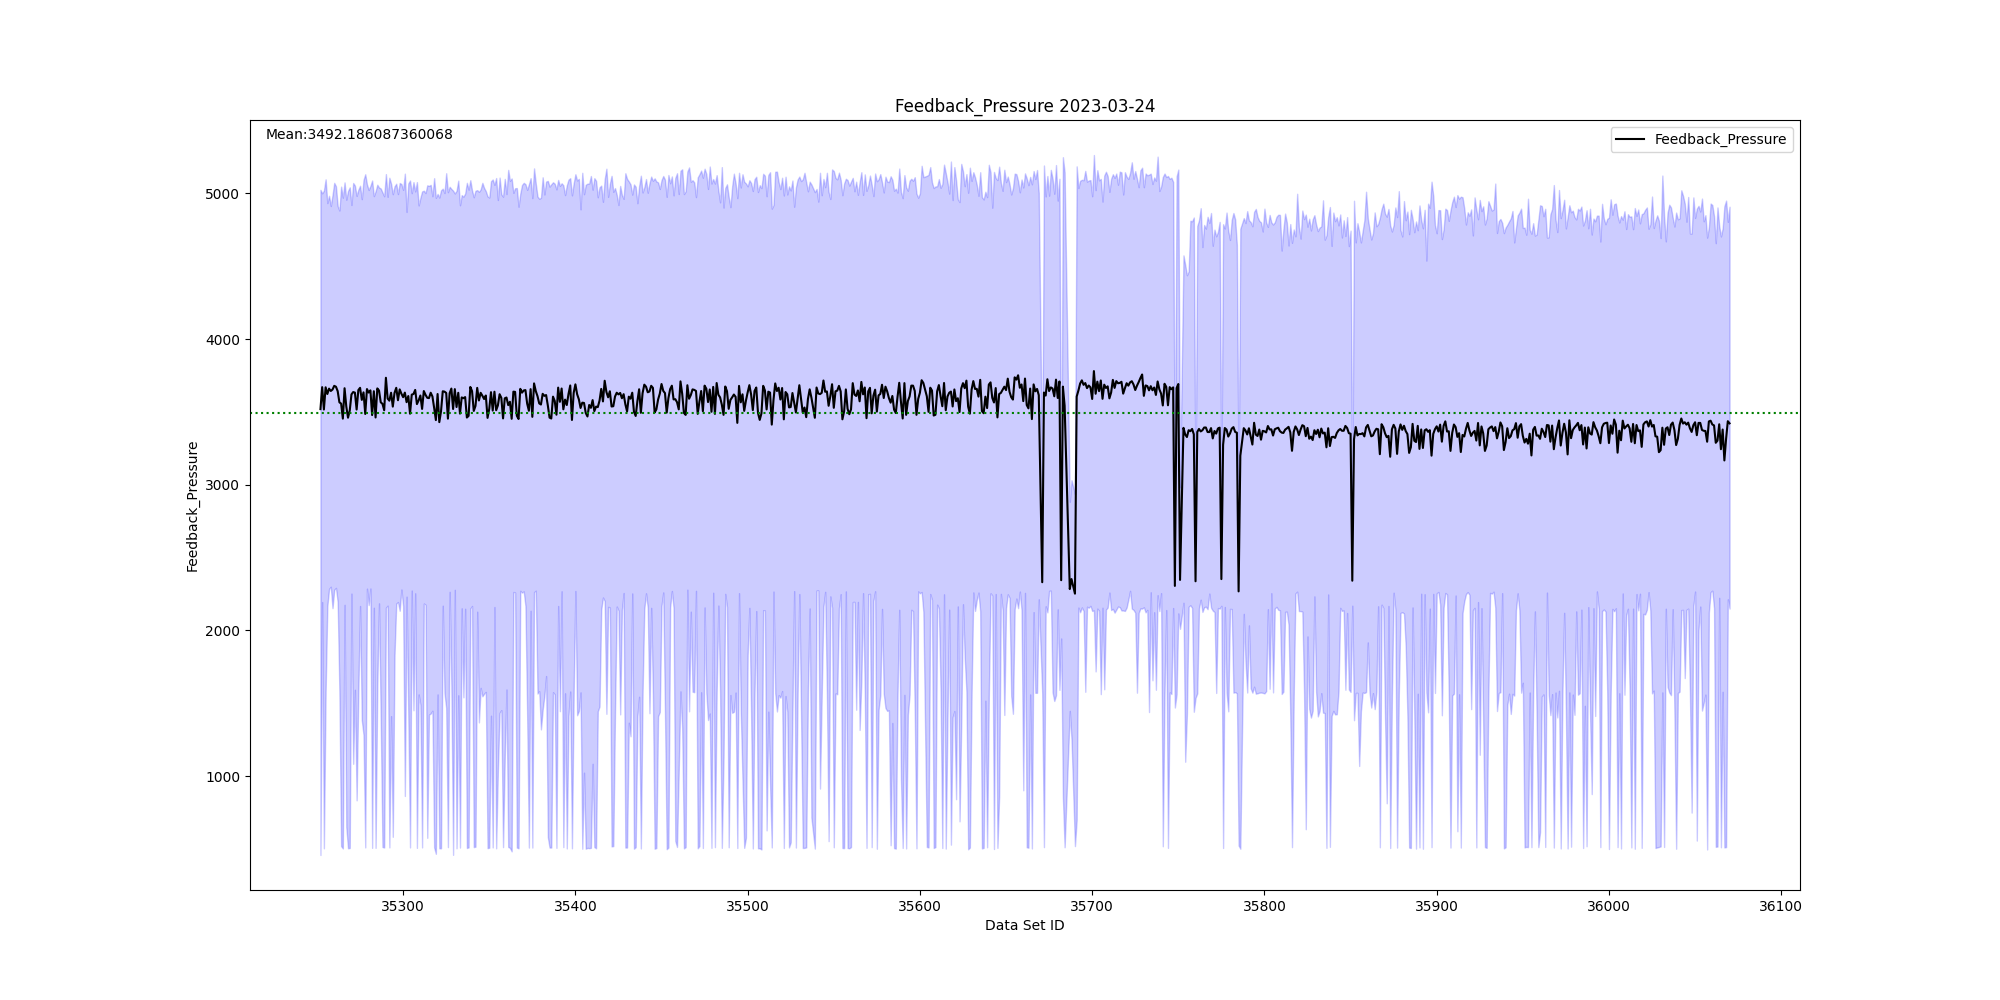 Feedback_Pressure 2023-03-24
Mean:3492.186087360068
Feedback_Pressure
5000
4000
3000
2000
1000
Feedback_Pressure
35300 35400 35500 35600 35700 35800 35900 36000 36100
Data Set ID